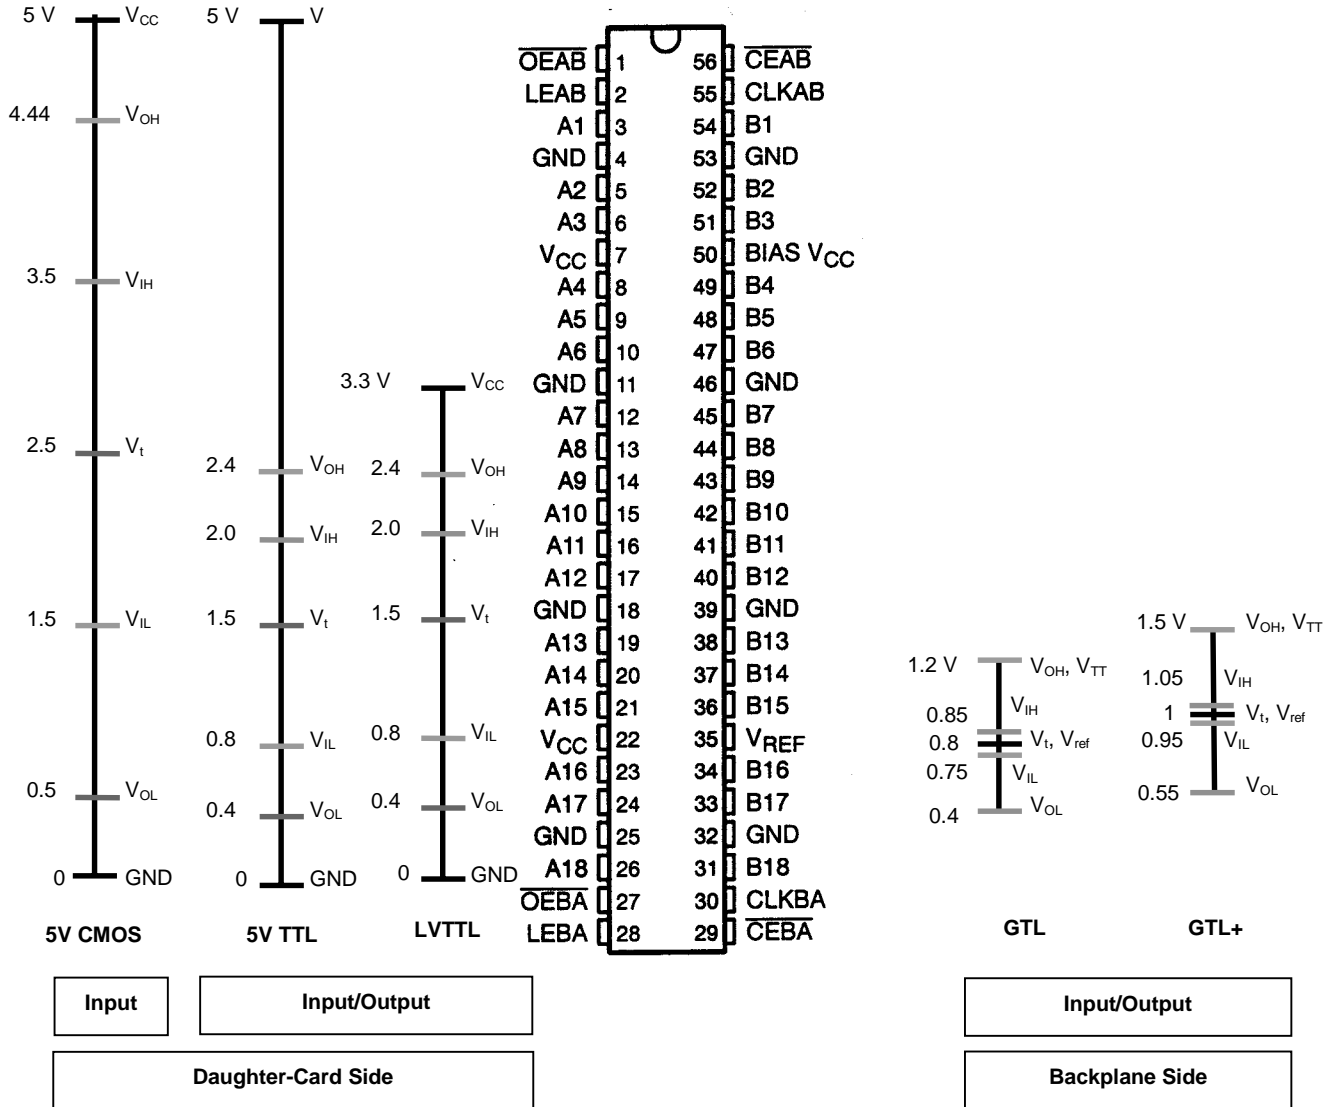 5 V V_CC
4.44 V_OH
3.5 V_IH
2.5 V_t
1.5 V_IL
0.5 V_OL
0 GND
5V CMOS
5 V V
2.4 V_OH
2.0 V_IH
1.5 V_t
0.8 V_IL
0.4 V_OL
0 GND
5V TTL
3.3 V V_CC
2.4 V_OH
2.0 V_IH
1.5 V_t
0.8 V_IL
0.4 V_OL
0 GND
LVTTL
O̅E̅A̅B̅ 1 56 C̅E̅A̅B̅
LEAB 2 55 CLKAB
A1 3 54 B1
GND 4 53 GND
A2 5 52 B2
A3 6 51 B3
V_CC 7 50 BIAS V_CC
A4 8 49 B4
A5 9 48 B5
A6 10 47 B6
GND 11 46 GND
A7 12 45 B7
A8 13 44 B8
A9 14 43 B9
A10 15 42 B10
A11 16 41 B11
A12 17 40 B12
GND 18 39 GND
A13 19 38 B13
A14 20 37 B14
A15 21 36 B15
V_CC 22 35 V_REF
A16 23 34 B16
A17 24 33 B17
GND 25 32 GND
A18 26 31 B18
O̅E̅B̅A̅ 27 30 CLKBA
LEBA 28 29 C̅E̅B̅A̅
1.2 V V_OH, V_TT
0.85 V_IH
0.8 V_t, V_ref
0.75 V_IL
0.4 V_OL
GTL
1.5 V V_OH, V_TT
1.05 V_IH
1 V_t, V_ref
0.95 V_IL
0.55 V_OL
GTL+
Input
Input/Output
Input/Output
Daughter-Card Side
Backplane Side